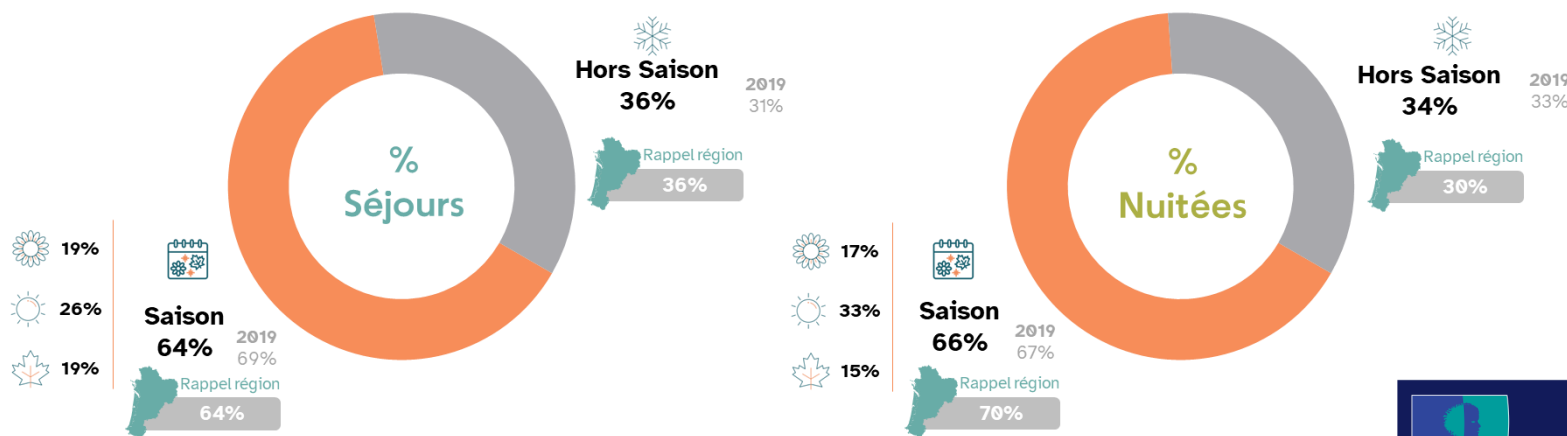 Hors Saison
36%
2019
31%
Rappel région
36%
%
Séjours
19%
26%
19%
Saison
64%
2019
69%
Rappel région
64%
Hors Saison
34%
2019
33%
Rappel région
30%
%
Nuitées
17%
33%
15%
Saison
66%
2019
67%
Rappel région
70%